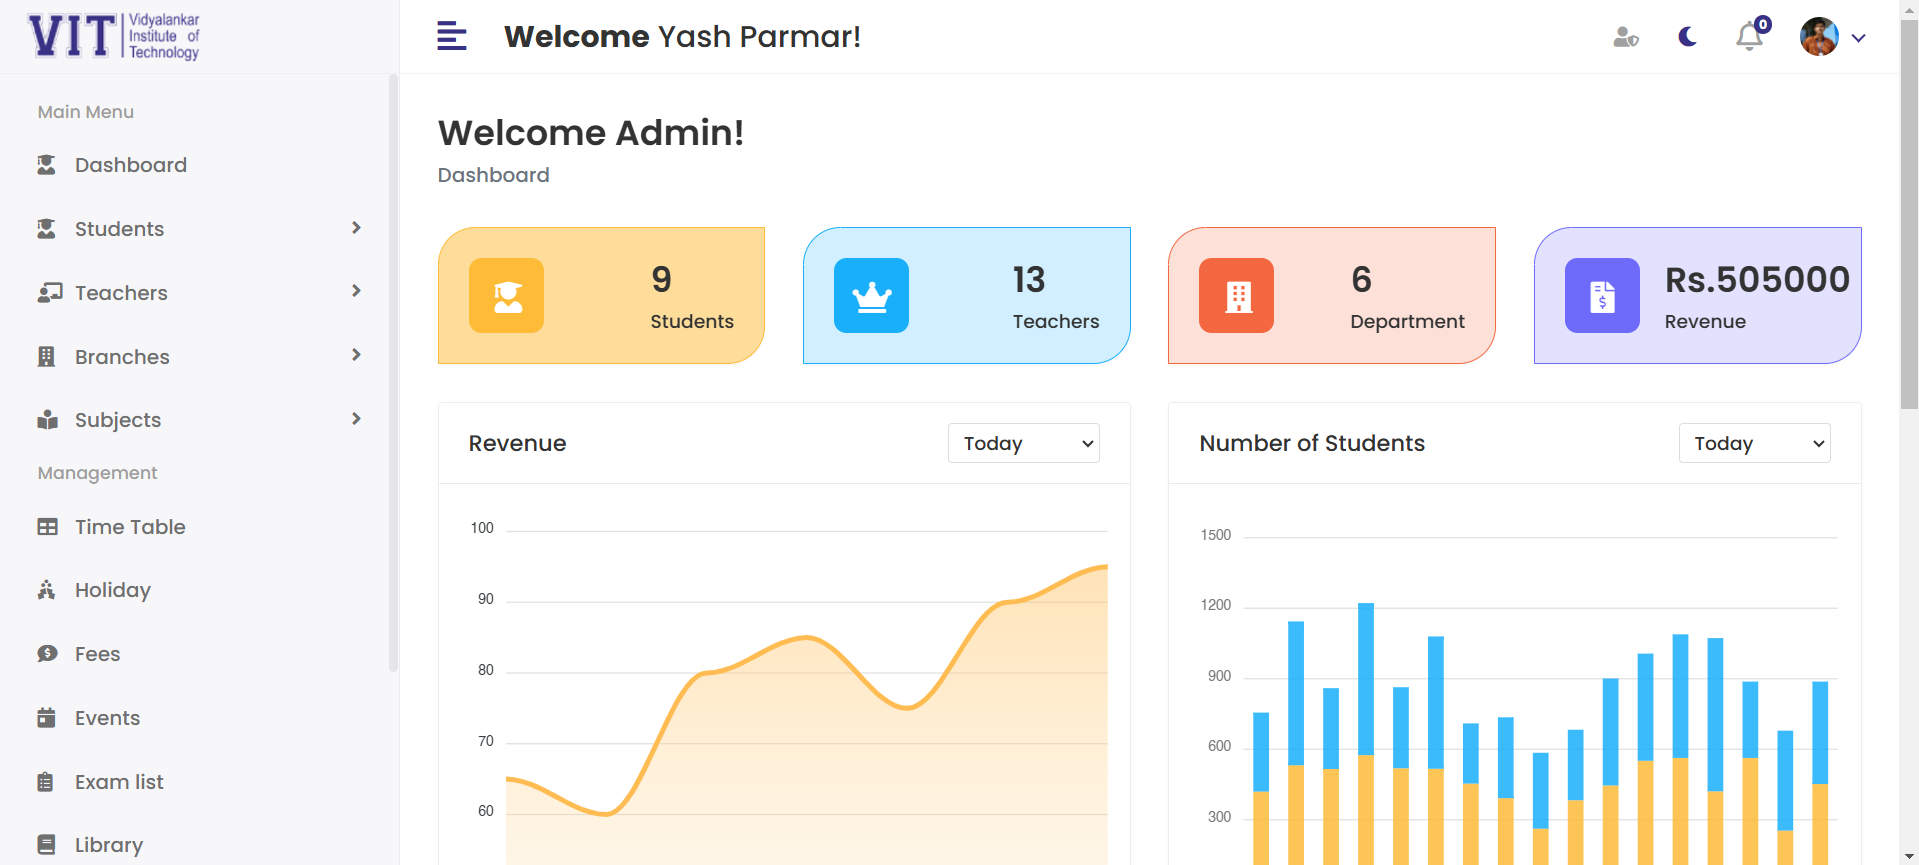 VIT
Vidyalankar
Institute of
Technology
Welcome Yash Parmar!
0
Main Menu
Dashboard
Students
Teachers
Branches
Subjects
Management
Time Table
Holiday
Fees
Events
Exam list
Library
Welcome Admin!
Dashboard
9
Students
13
Teachers
6
Department
Rs.505000
Revenue
Revenue
Today
100
90
80
70
60
Number of Students
Today
1500
1200
900
600
300